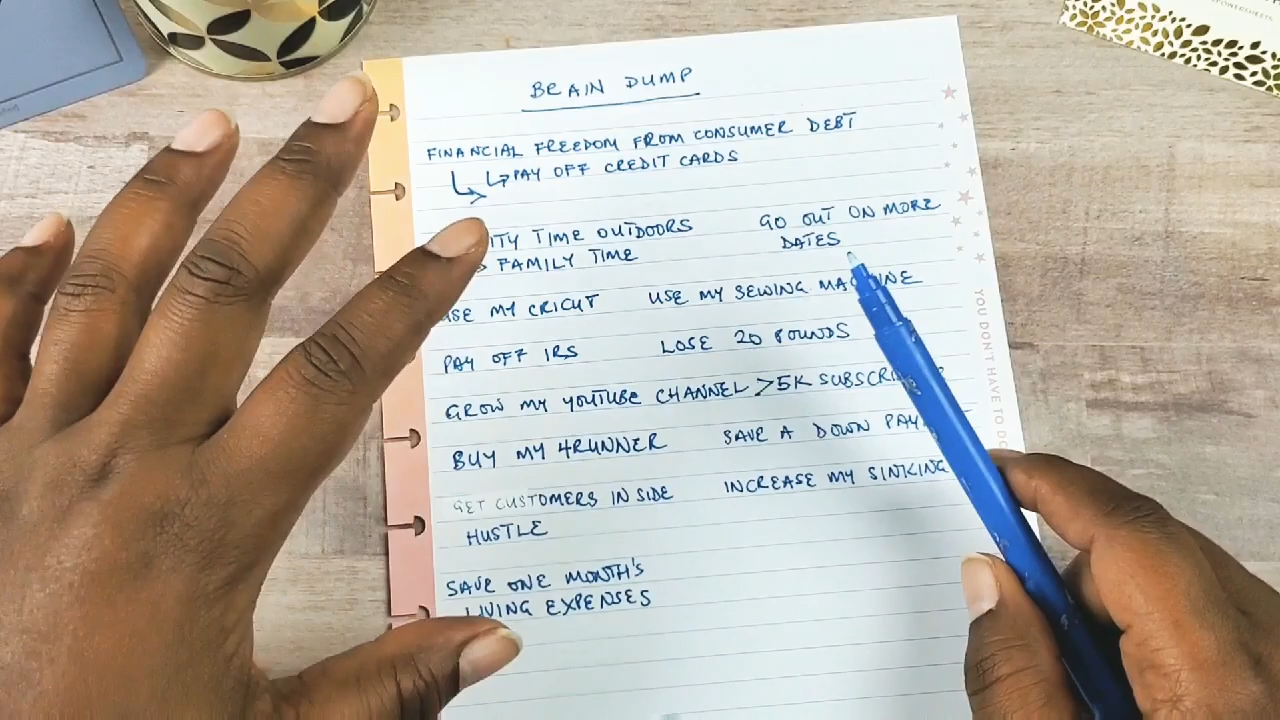 BRAIN DUMP
FINANCIAL FREEDOM FROM CONSUMER DEBT
PAY OFF CREDIT CARDS
TIME OUTDOORS GO OUT ON MORE
FAMILY TIME DATES
USE MY CRICUT USE MY SEWING
PAY OFF IRS LOSE 20 POUNDS
GROW MY YOUTUBE CHANNEL >5K
BUY MY 4RUNNER SAVE A DOWN
GET CUSTOMERS IN SIDE INCREASE MY SINKING
HUSTLE
SAVE ONE MONTH'S
LIVING EXPENSES
YOU DON'T HAVE TO
POWERSHEETS